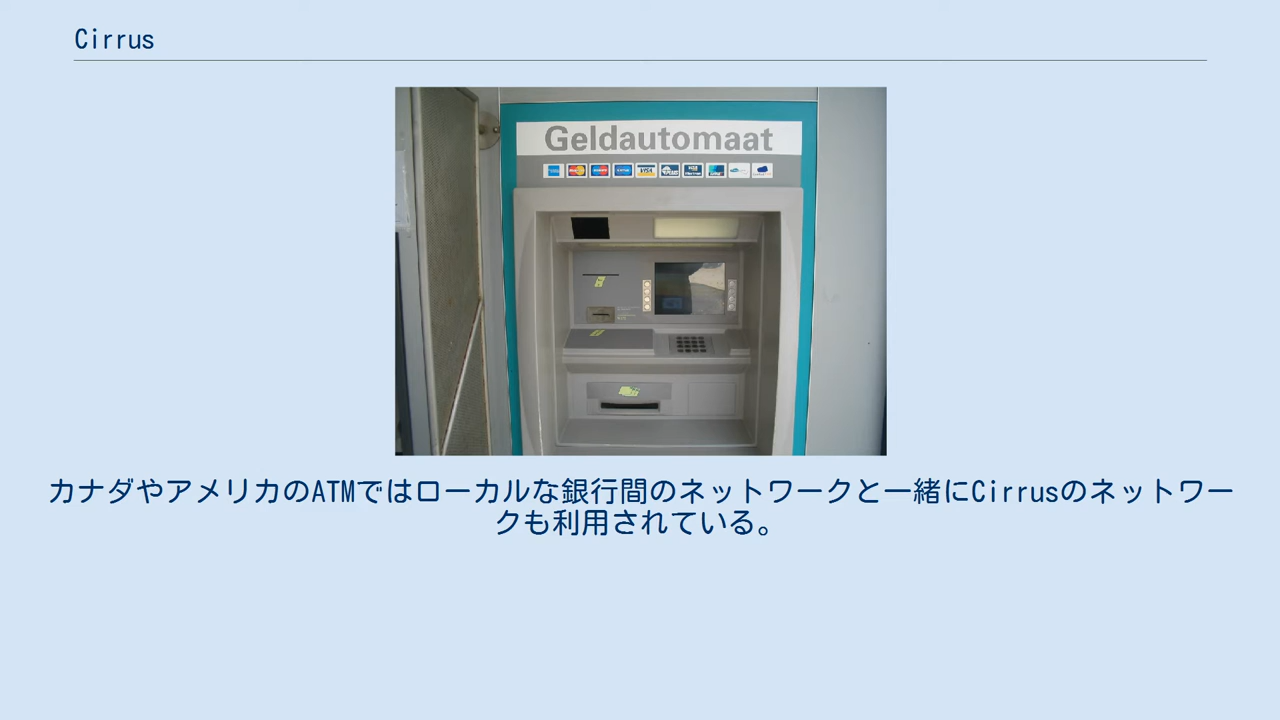 Cirrus
Geldautomaat
VISA
カナダやアメリカのATMではローカルな銀行間のネットワークと一緒にCirrusのネットワー
クも利用されている。